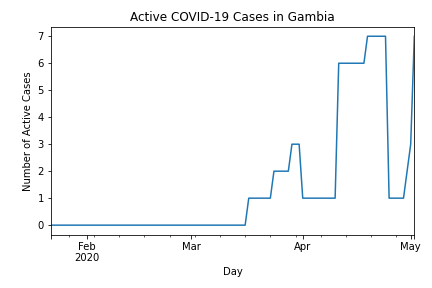 Active COVID-19 Cases in Gambia
Number of Active Cases
7
6
5
4
3
2
1
0
Feb
2020
Mar
Apr
May
Day